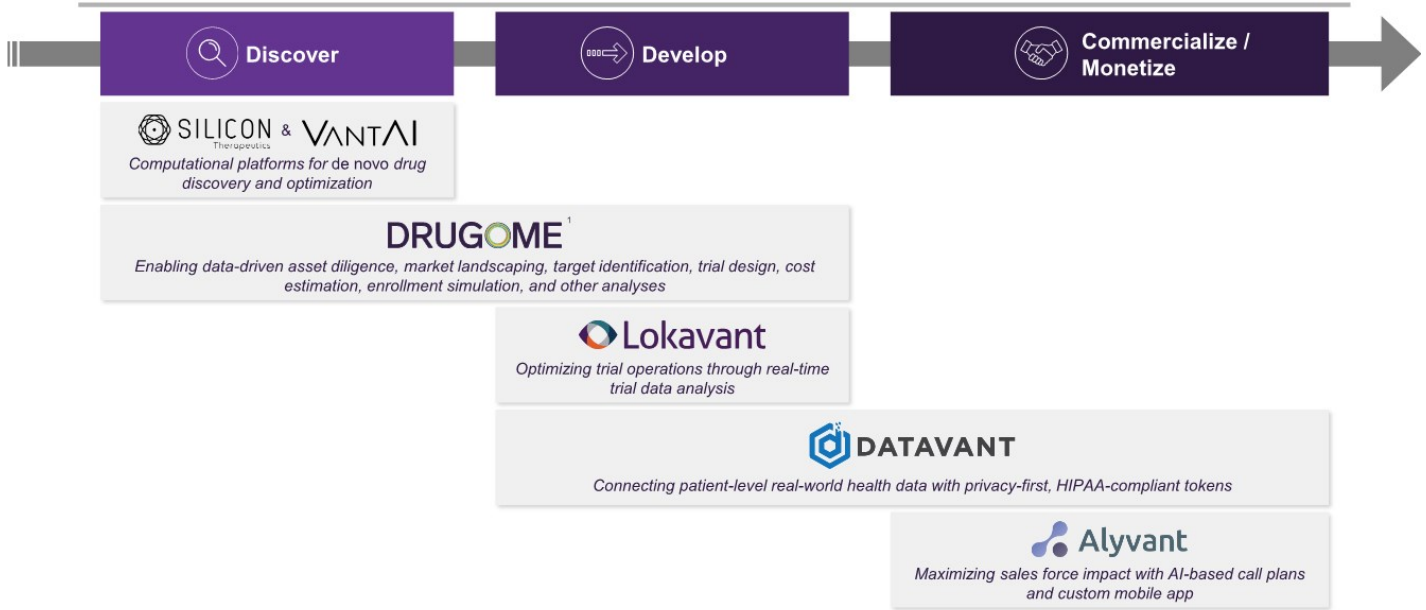 Discover
Develop
Commercialize /
Monetize
SILICON & VANTAI
Therapeutics
Computational platforms for de novo drug
discovery and optimization
DRUGOME 1
Enabling data-driven asset diligence, market landscaping, target identification, trial design, cost
estimation, enrollment simulation, and other analyses
Lokavant
Optimizing trial operations through real-time
trial data analysis
DATAVANT
Connecting patient-level real-world health data with privacy-first, HIPAA-compliant tokens
Alyvant
Maximizing sales force impact with AI-based call plans
and custom mobile app